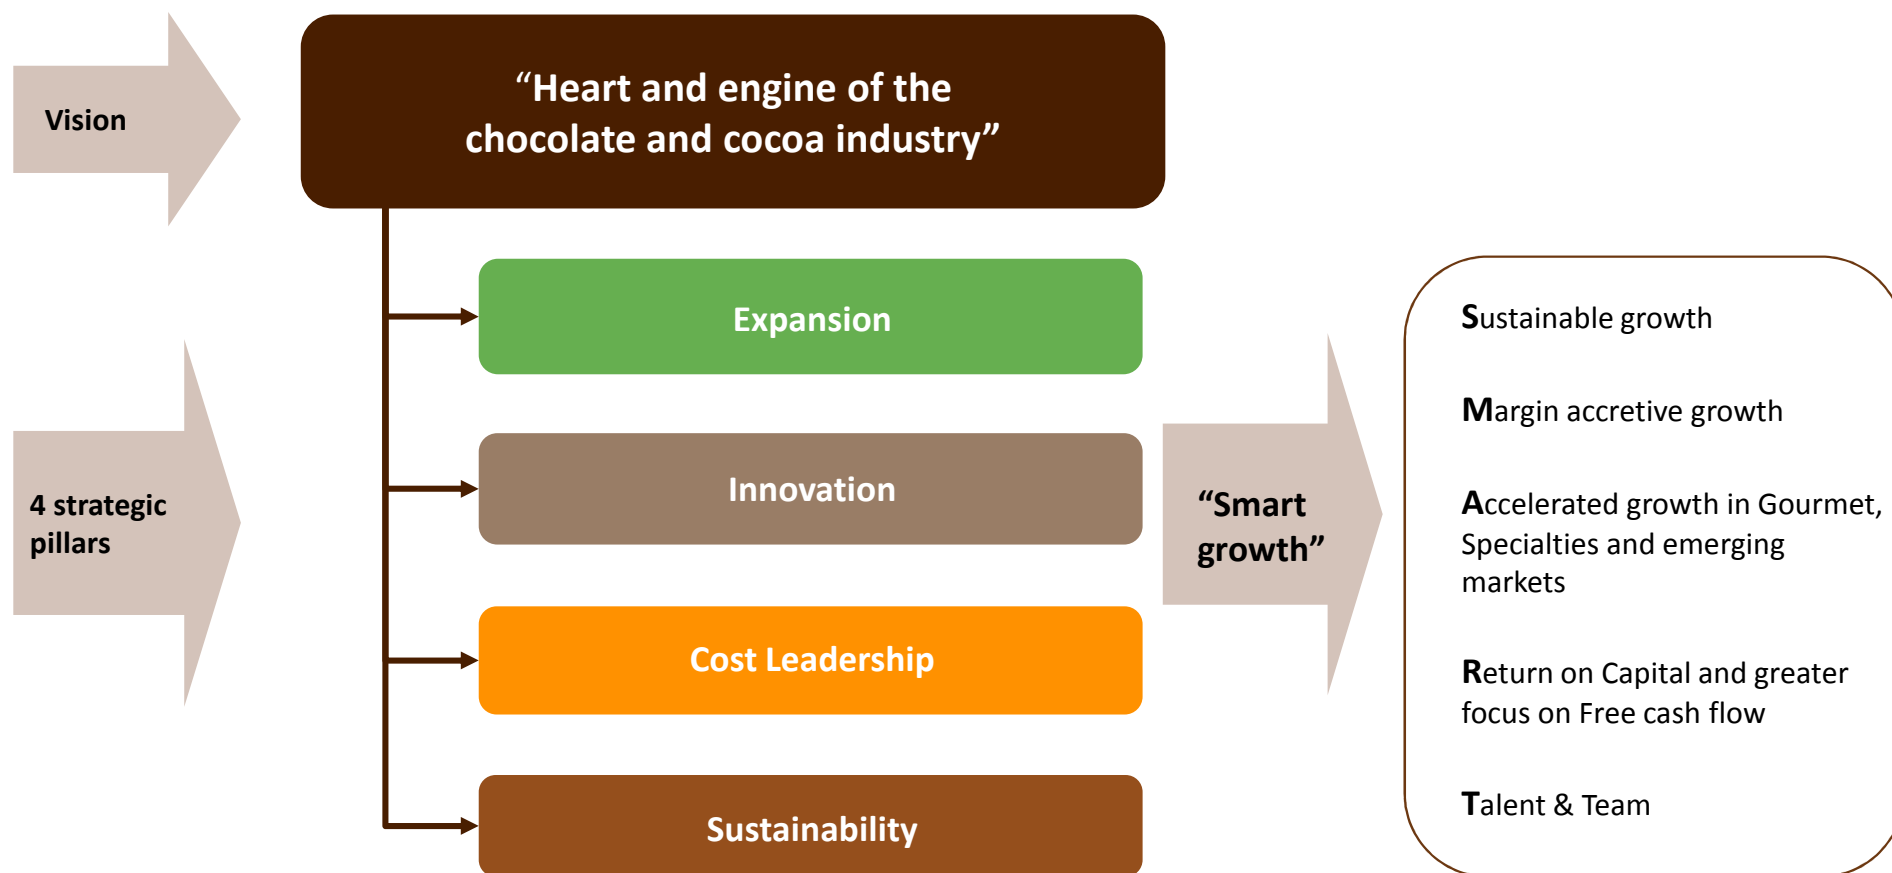 Vision
“Heart and engine of the
chocolate and cocoa industry”
4 strategic
pillars
Expansion
Innovation
Cost Leadership
Sustainability
“Smart
growth”
Sustainable growth
Margin accretive growth
Accelerated growth in Gourmet,
Specialties and emerging
markets
Return on Capital and greater
focus on Free cash flow
Talent & Team